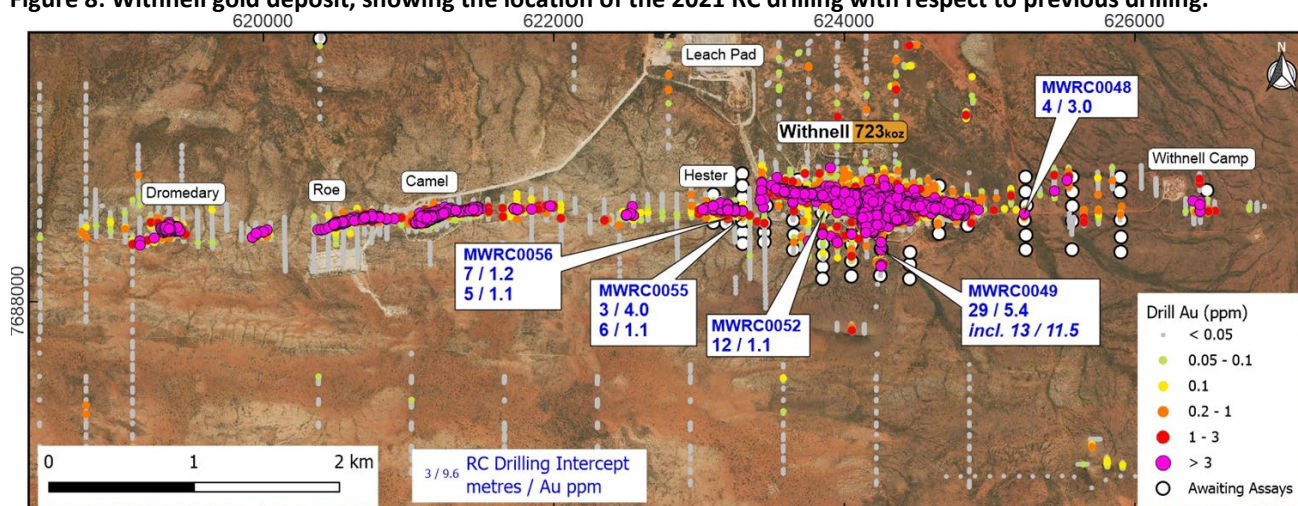 Figure 8: Withnell gold deposit, showing the location of the 2021 RC drilling with respect to previous drilling.
620000
622000
624000
626000
Leach Pad
N
MWRC0048
4 / 3.0
Withnell 723koz
Withnell Camp
Hester
Dromedary
Roe
Camel
7688000
MWRC0056
7 / 1.2
5 / 1.1
MWRC0055
3 / 4.0
6 / 1.1
MWRC0052
12 / 1.1
MWRC0049
29 / 5.4
incl. 13 / 11.5
Drill Au (ppm)
< 0.05
0.05 - 0.1
0.1
0.2 - 1
1 - 3
> 3
Awaiting Assays
0 1 2 km
3 / 9.6 RC Drilling Intercept
metres / Au ppm